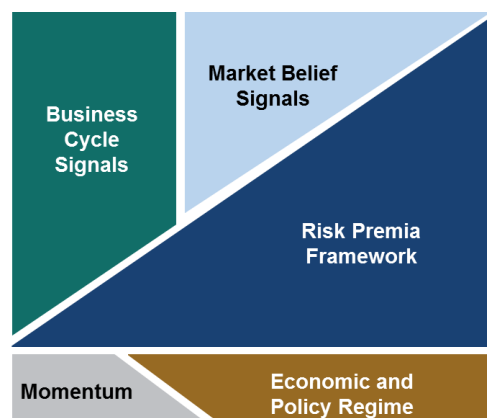 Business
Cycle
Signals
Market Belief
Signals
Risk Premia
Framework
Momentum
Economic and
Policy Regime